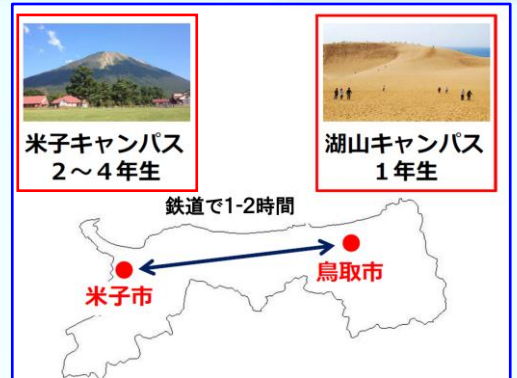 米子キャンパス
2～4年生
湖山キャンパス
1年生
鉄道で1-2時間
米子市
鳥取市